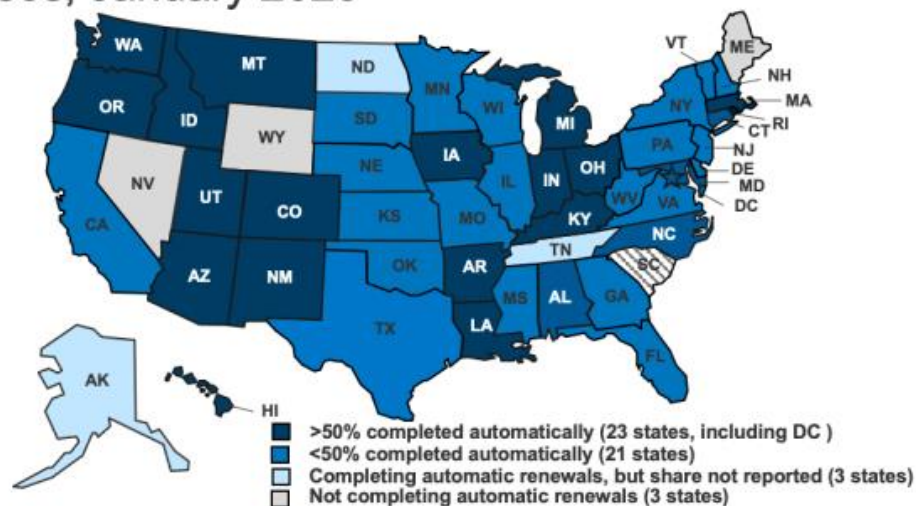 WA
MT
ND
MN
VT
ME
NH
OR
ID
WY
SD
WI
MI
NY
MA
RI
CT
NV
UT
CO
NE
IA
IL
IN
OH
PA
NJ
DE
MD
DC
WV
VA
CA
KS
MO
KY
NC
AZ
NM
OK
AR
TN
SC
TX
LA
MS
AL
GA
FL
AK
HI
>50% completed automatically (23 states, including DC )
<50% completed automatically (21 states)
Completing automatic renewals, but share not reported (3 states)
Not completing automatic renewals (3 states)